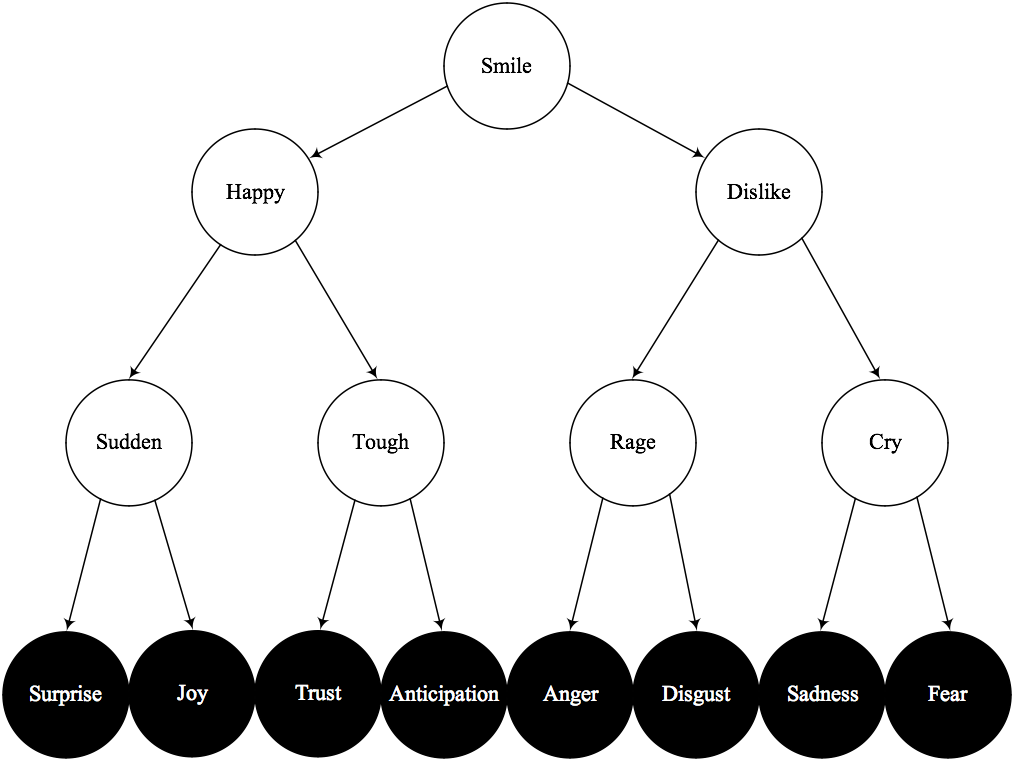 Smile
Happy
Dislike
Sudden
Tough
Rage
Cry
Surprise
Joy
Trust
Anticipation
Anger
Disgust
Sadness
Fear